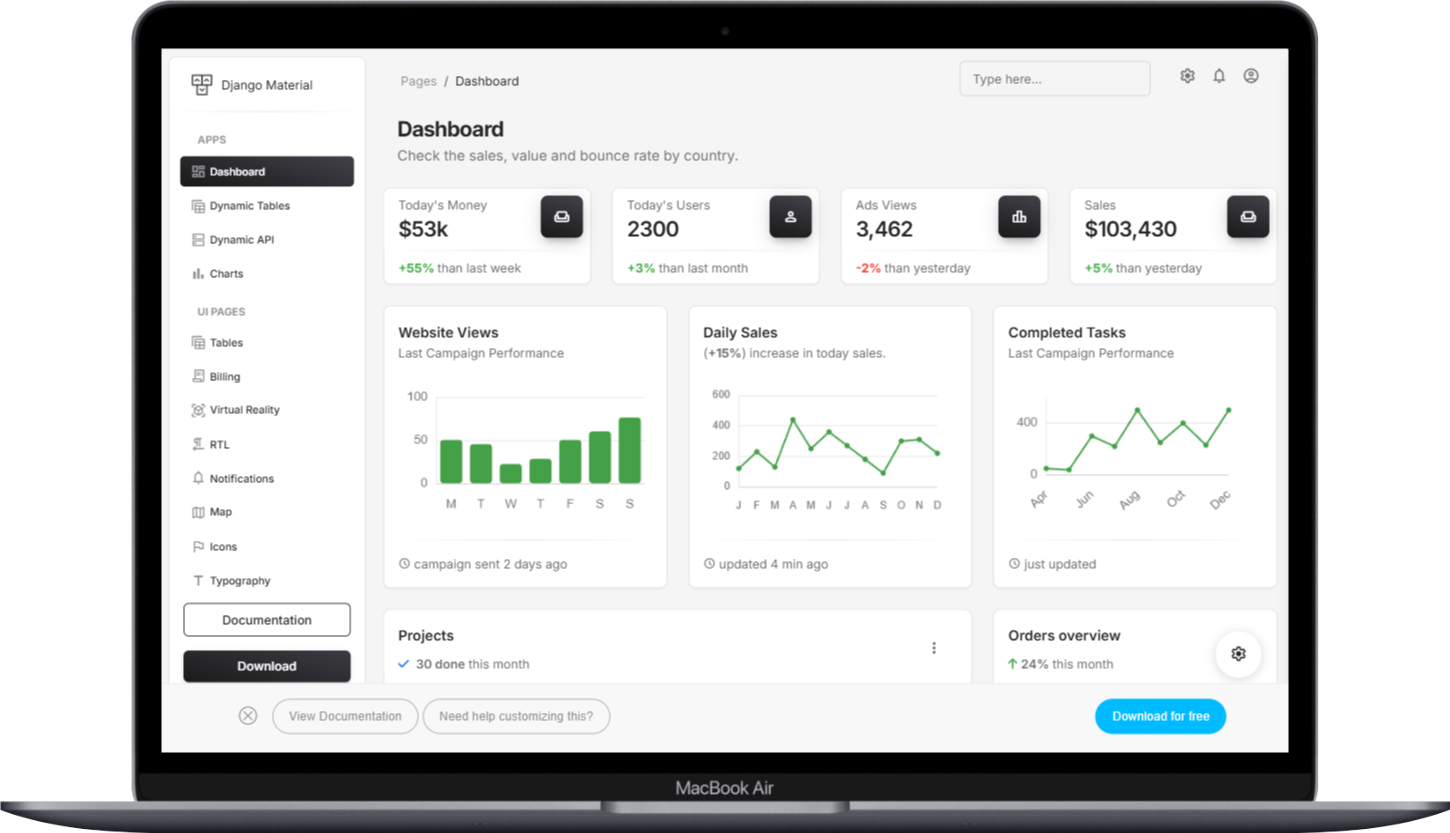 Django Material
APPS
Dashboard
Dynamic Tables
Dynamic API
Charts
UI PAGES
Tables
Billing
Virtual Reality
RTL
Notifications
Map
Icons
Typography
Documentation
Download
Pages / Dashboard
Type here...
Dashboard
Check the sales, value and bounce rate by country.
Today's Money
$53k
+55% than last week
Today's Users
2300
+3% than last month
Ads Views
3,462
-2% than yesterday
Sales
$103,430
+5% than yesterday
Website Views
Last Campaign Performance
100
50
0
M T W T F S S
campaign sent 2 days ago
Daily Sales
(+15%) increase in today sales.
600
400
200
0
J F M A M J J A S O N D
updated 4 min ago
Completed Tasks
Last Campaign Performance
400
0
Apr Jun Aug Oct Dec
just updated
Projects
30 done this month
Orders overview
24% this month
View Documentation
Need help customizing this?
Download for free
MacBook Air